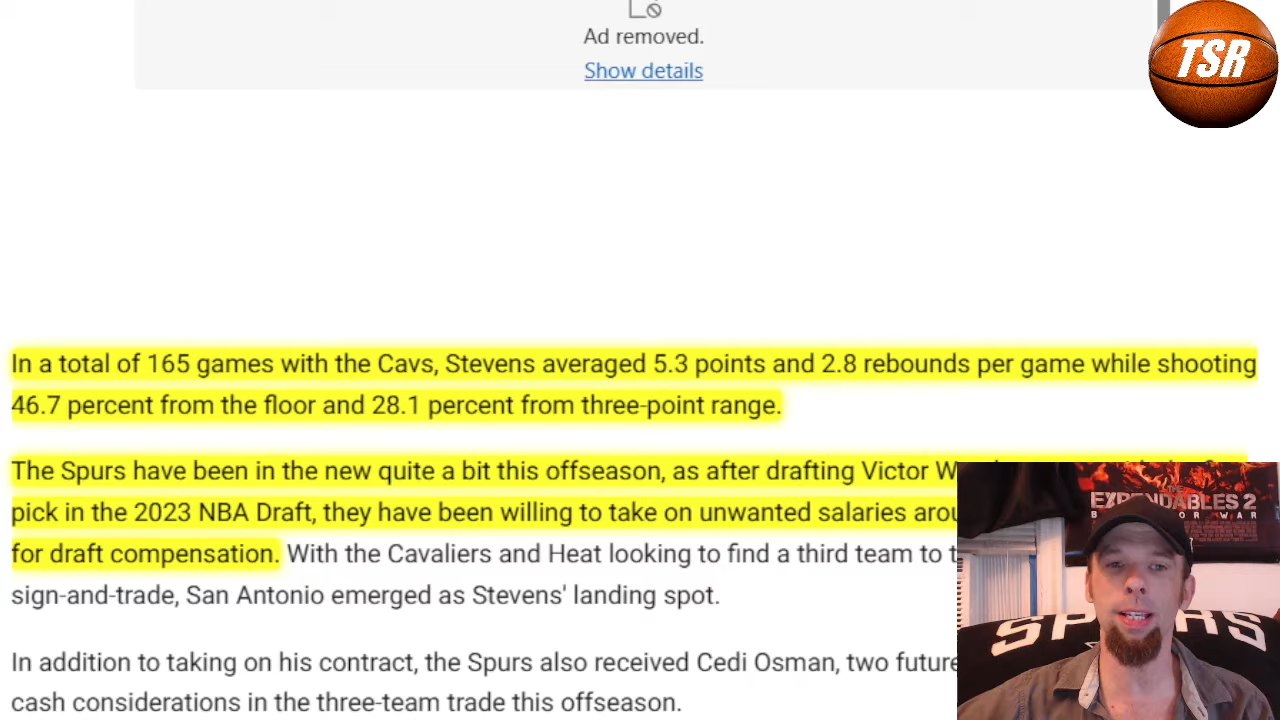 TSR
Ad removed.
Show details
In a total of 165 games with the Cavs, Stevens averaged 5.3 points and 2.8 rebounds per game while shooting
46.7 percent from the floor and 28.1 percent from three-point range.
The Spurs have been in the new quite a bit this offseason, as after drafting Victor
pick in the 2023 NBA Draft, they have been willing to take on unwanted salaries
for draft compensation. With the Cavaliers and Heat looking to find a third team to
sign-and-trade, San Antonio emerged as Stevens' landing spot.
In addition to taking on his contract, the Spurs also received Cedi Osman, two future
cash considerations in the three-team trade this offseason.
THE
EXPENDABLES 2
SPURS